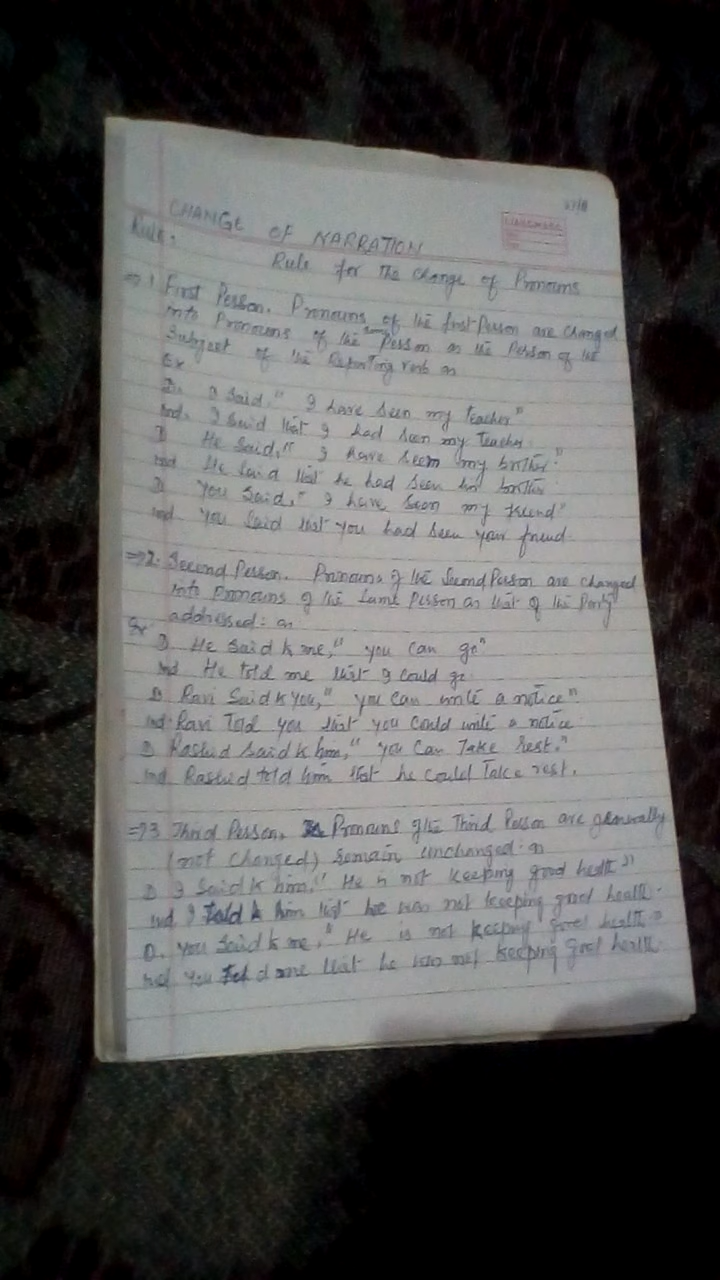 CHANGE OF NARRATION
Rule,
Rule for the change of Pronouns
⇒ 1. First Person. Pronouns of the first Person are changed
into Pronouns of the same Person as the Person of the
Subject of the Reporting verb as
Ex
D. I said, "I have seen my teacher"
Ind. I said that I had seen my Teacher.
D He said, "I have seen my brother"
Ind He said that he had seen his brother
D You said, "I have seen my friend"
Ind You said that you had seen your friend.
⇒ 2. Second Person. Pronouns of the Second Person are changed
into pronouns of the same Person as that of the Party
addressed: as
Ex
D. He said to me, "you can go"
Ind He told me that I could go
D Ravi said to you, "you can write a notice"
Ind. Ravi Told you that you could write a notice
D Rashid said to him, "you can Take rest."
Ind Rashid told him that he could Take rest.
⇒ 3 Third Person, Pronouns of the Third Person are generally
(not changed) remain unchanged: as
D I said to him, "He is not keeping good health"
Ind I told him that he was not keeping good health.
D. you said to me, "He is not keeping good health"
Ind you told me that he was not keeping good health